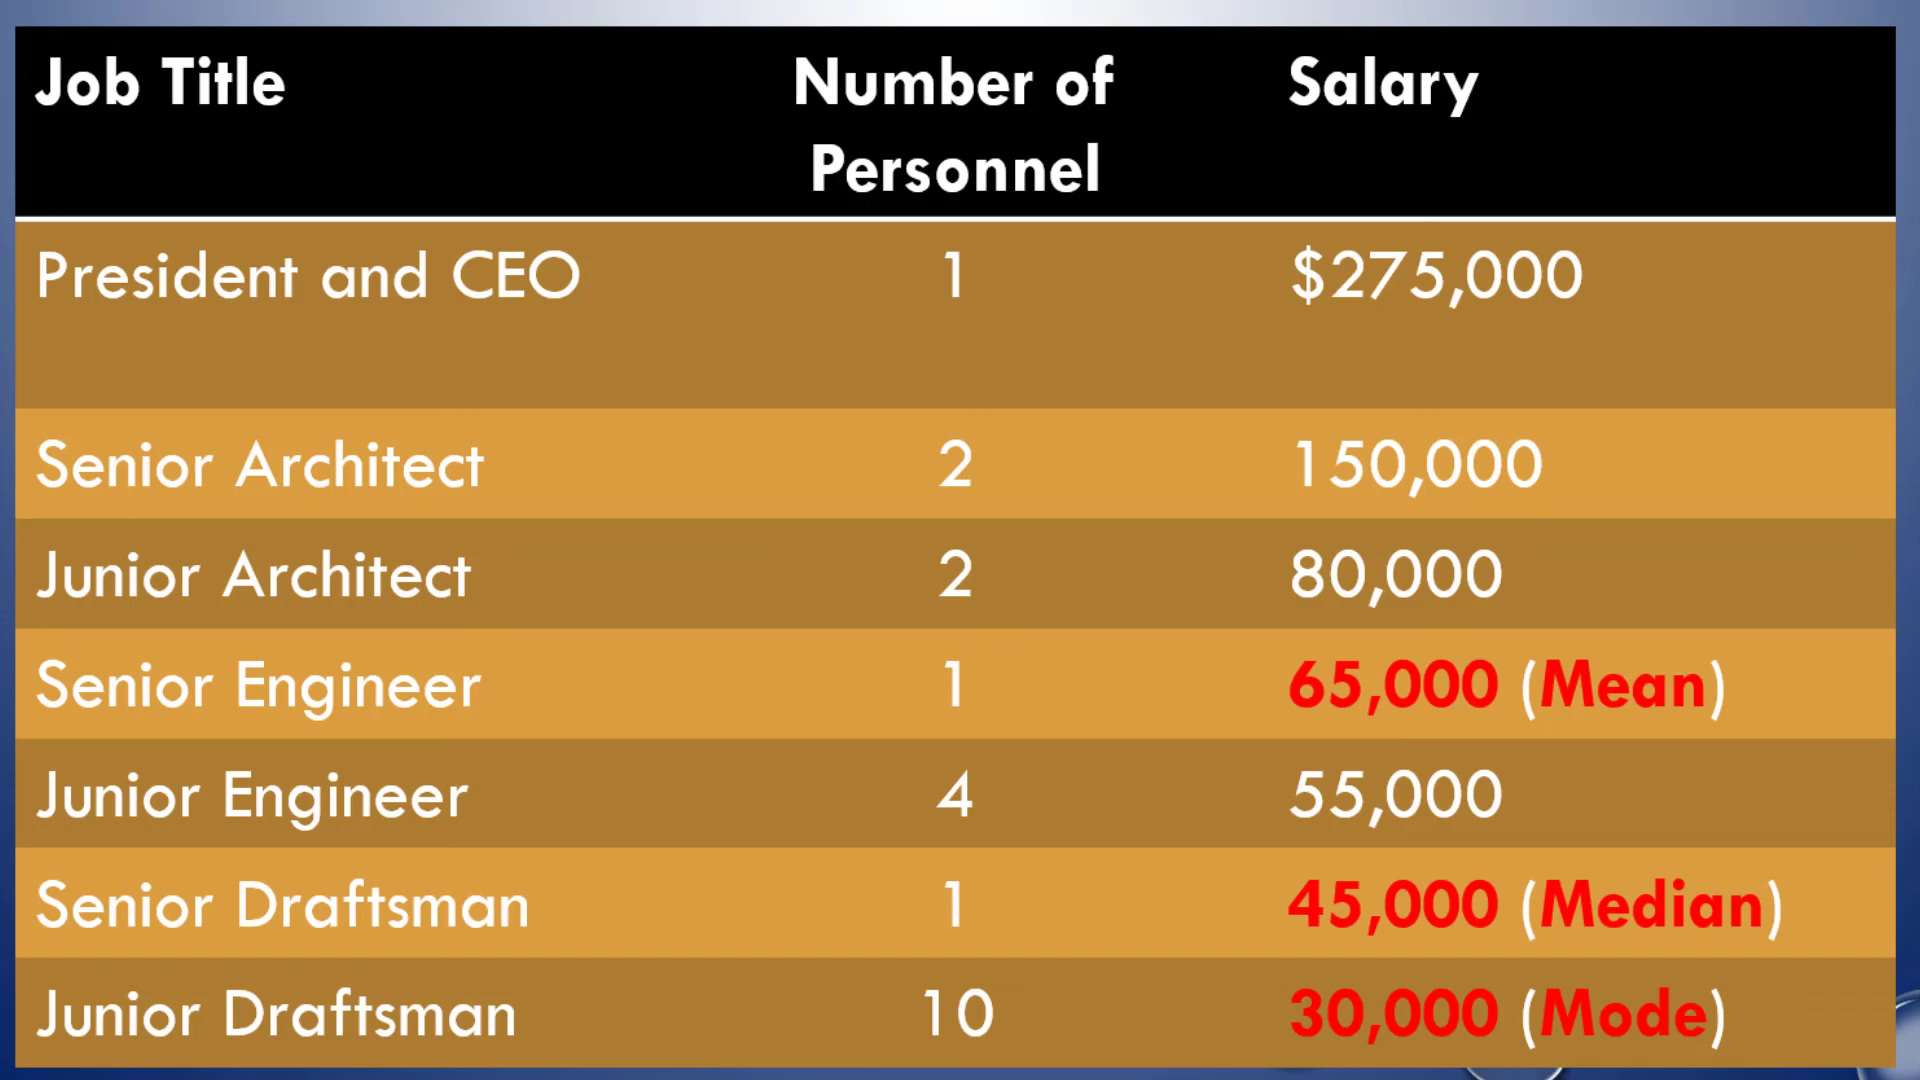 Job Title Number of Personnel Salary
President and CEO 1 $275,000
Senior Architect 2 150,000
Junior Architect 2 80,000
Senior Engineer 1 65,000 (Mean)
Junior Engineer 4 55,000
Senior Draftsman 1 45,000 (Median)
Junior Draftsman 10 30,000 (Mode)